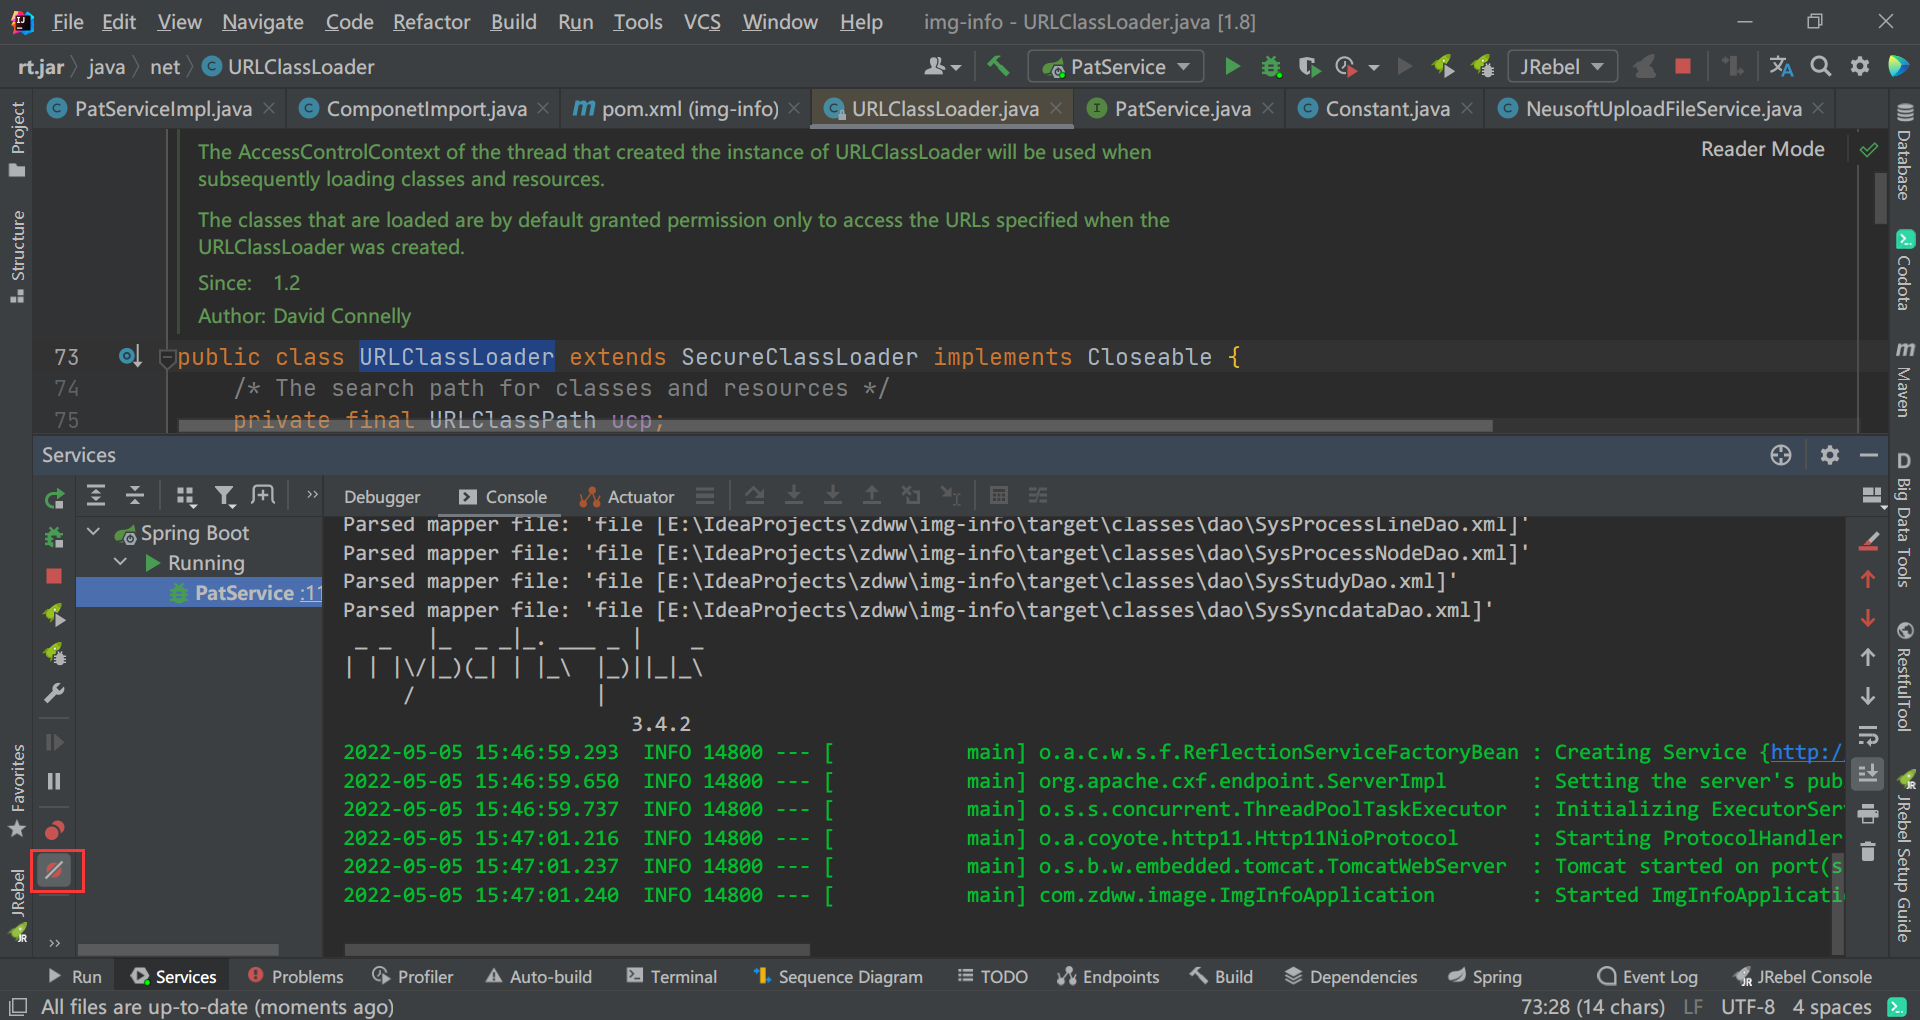 File Edit View Navigate Code Refactor Build Run Tools VCS Window Help img-info - URLClassLoader.java [1.8]
rt.jar java net URLClassLoader PatService JRebel
PatServiceImpl.java ComponetImport.java pom.xml (img-info) URLClassLoader.java PatService.java Constant.java NeusoftUploadFileService.java
Reader Mode
The AccessControlContext of the thread that created the instance of URLClassLoader will be used when
subsequently loading classes and resources.
The classes that are loaded are by default granted permission only to access the URLs specified when the
URLClassLoader was created.
Since: 1.2
Author: David Connelly
73 public class URLClassLoader extends SecureClassLoader implements Closeable {
74 /* The search path for classes and resources */
75 private final URLClassPath ucp;
Services
Debugger Console Actuator
Spring Boot
Running
PatService :11
Parsed mapper file: 'file [E:\IdeaProjects\zdww\img-info\target\classes\dao\SysProcessLineDao.xml]'
Parsed mapper file: 'file [E:\IdeaProjects\zdww\img-info\target\classes\dao\SysProcessNodeDao.xml]'
Parsed mapper file: 'file [E:\IdeaProjects\zdww\img-info\target\classes\dao\SysStudyDao.xml]'
Parsed mapper file: 'file [E:\IdeaProjects\zdww\img-info\target\classes\dao\SysSyncdataDao.xml]'
 _ _   |_  _ _|_. ___ _ |    _
| | |\/|_)(_| | |_\  |_)||_|_\
     /               |
3.4.2
2022-05-05 15:46:59.293 INFO 14800 --- [ main] o.a.c.w.s.f.ReflectionServiceFactoryBean : Creating Service {http:/
2022-05-05 15:46:59.650 INFO 14800 --- [ main] org.apache.cxf.endpoint.ServerImpl : Setting the server's pub
2022-05-05 15:46:59.737 INFO 14800 --- [ main] o.s.s.concurrent.ThreadPoolTaskExecutor : Initializing ExecutorSer
2022-05-05 15:47:01.216 INFO 14800 --- [ main] o.a.coyote.http11.Http11NioProtocol : Starting ProtocolHandler
2022-05-05 15:47:01.237 INFO 14800 --- [ main] o.s.b.w.embedded.tomcat.TomcatWebServer : Tomcat started on port(s
2022-05-05 15:47:01.240 INFO 14800 --- [ main] com.zdww.image.ImgInfoApplication : Started ImgInfoApplicati
Project
Structure
Favorites
JRebel
Database
Codota
Maven
Big Data Tools
RestfulTool
JRebel Setup Guide
Run Services Problems Profiler Auto-build Terminal Sequence Diagram TODO Endpoints Build Dependencies Spring Event Log JRebel Console
All files are up-to-date (moments ago) 73:28 (14 chars) LF UTF-8 4 spaces